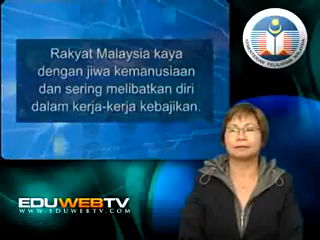 Rakyat Malaysia kaya
dengan jiwa kemanusiaan
dan sering melibatkan diri
dalam kerja-kerja kebajikan.
EDUWEBTV
WWW.EDUWEBTV.COM